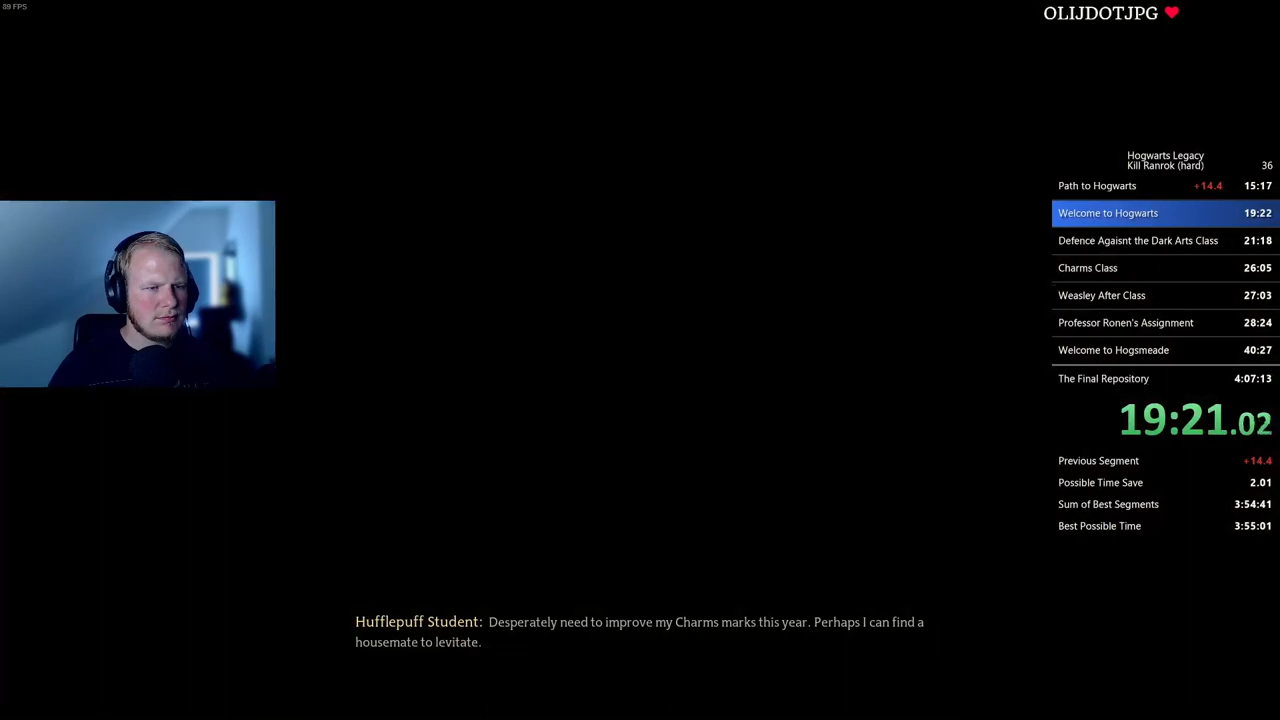 89 FPS
OLIJDOTJPG
Hogwarts Legacy
Kill Ranrok (hard) 36
Path to Hogwarts +14.4 15:17
Welcome to Hogwarts 19:22
Defence Agaisnt the Dark Arts Class 21:18
Charms Class 26:05
Weasley After Class 27:03
Professor Ronen's Assignment 28:24
Welcome to Hogsmeade 40:27
The Final Repository 4:07:13
19:21.02
Previous Segment +14.4
Possible Time Save 2.01
Sum of Best Segments 3:54:41
Best Possible Time 3:55:01
Hufflepuff Student: Desperately need to improve my Charms marks this year. Perhaps I can find a
housemate to levitate.